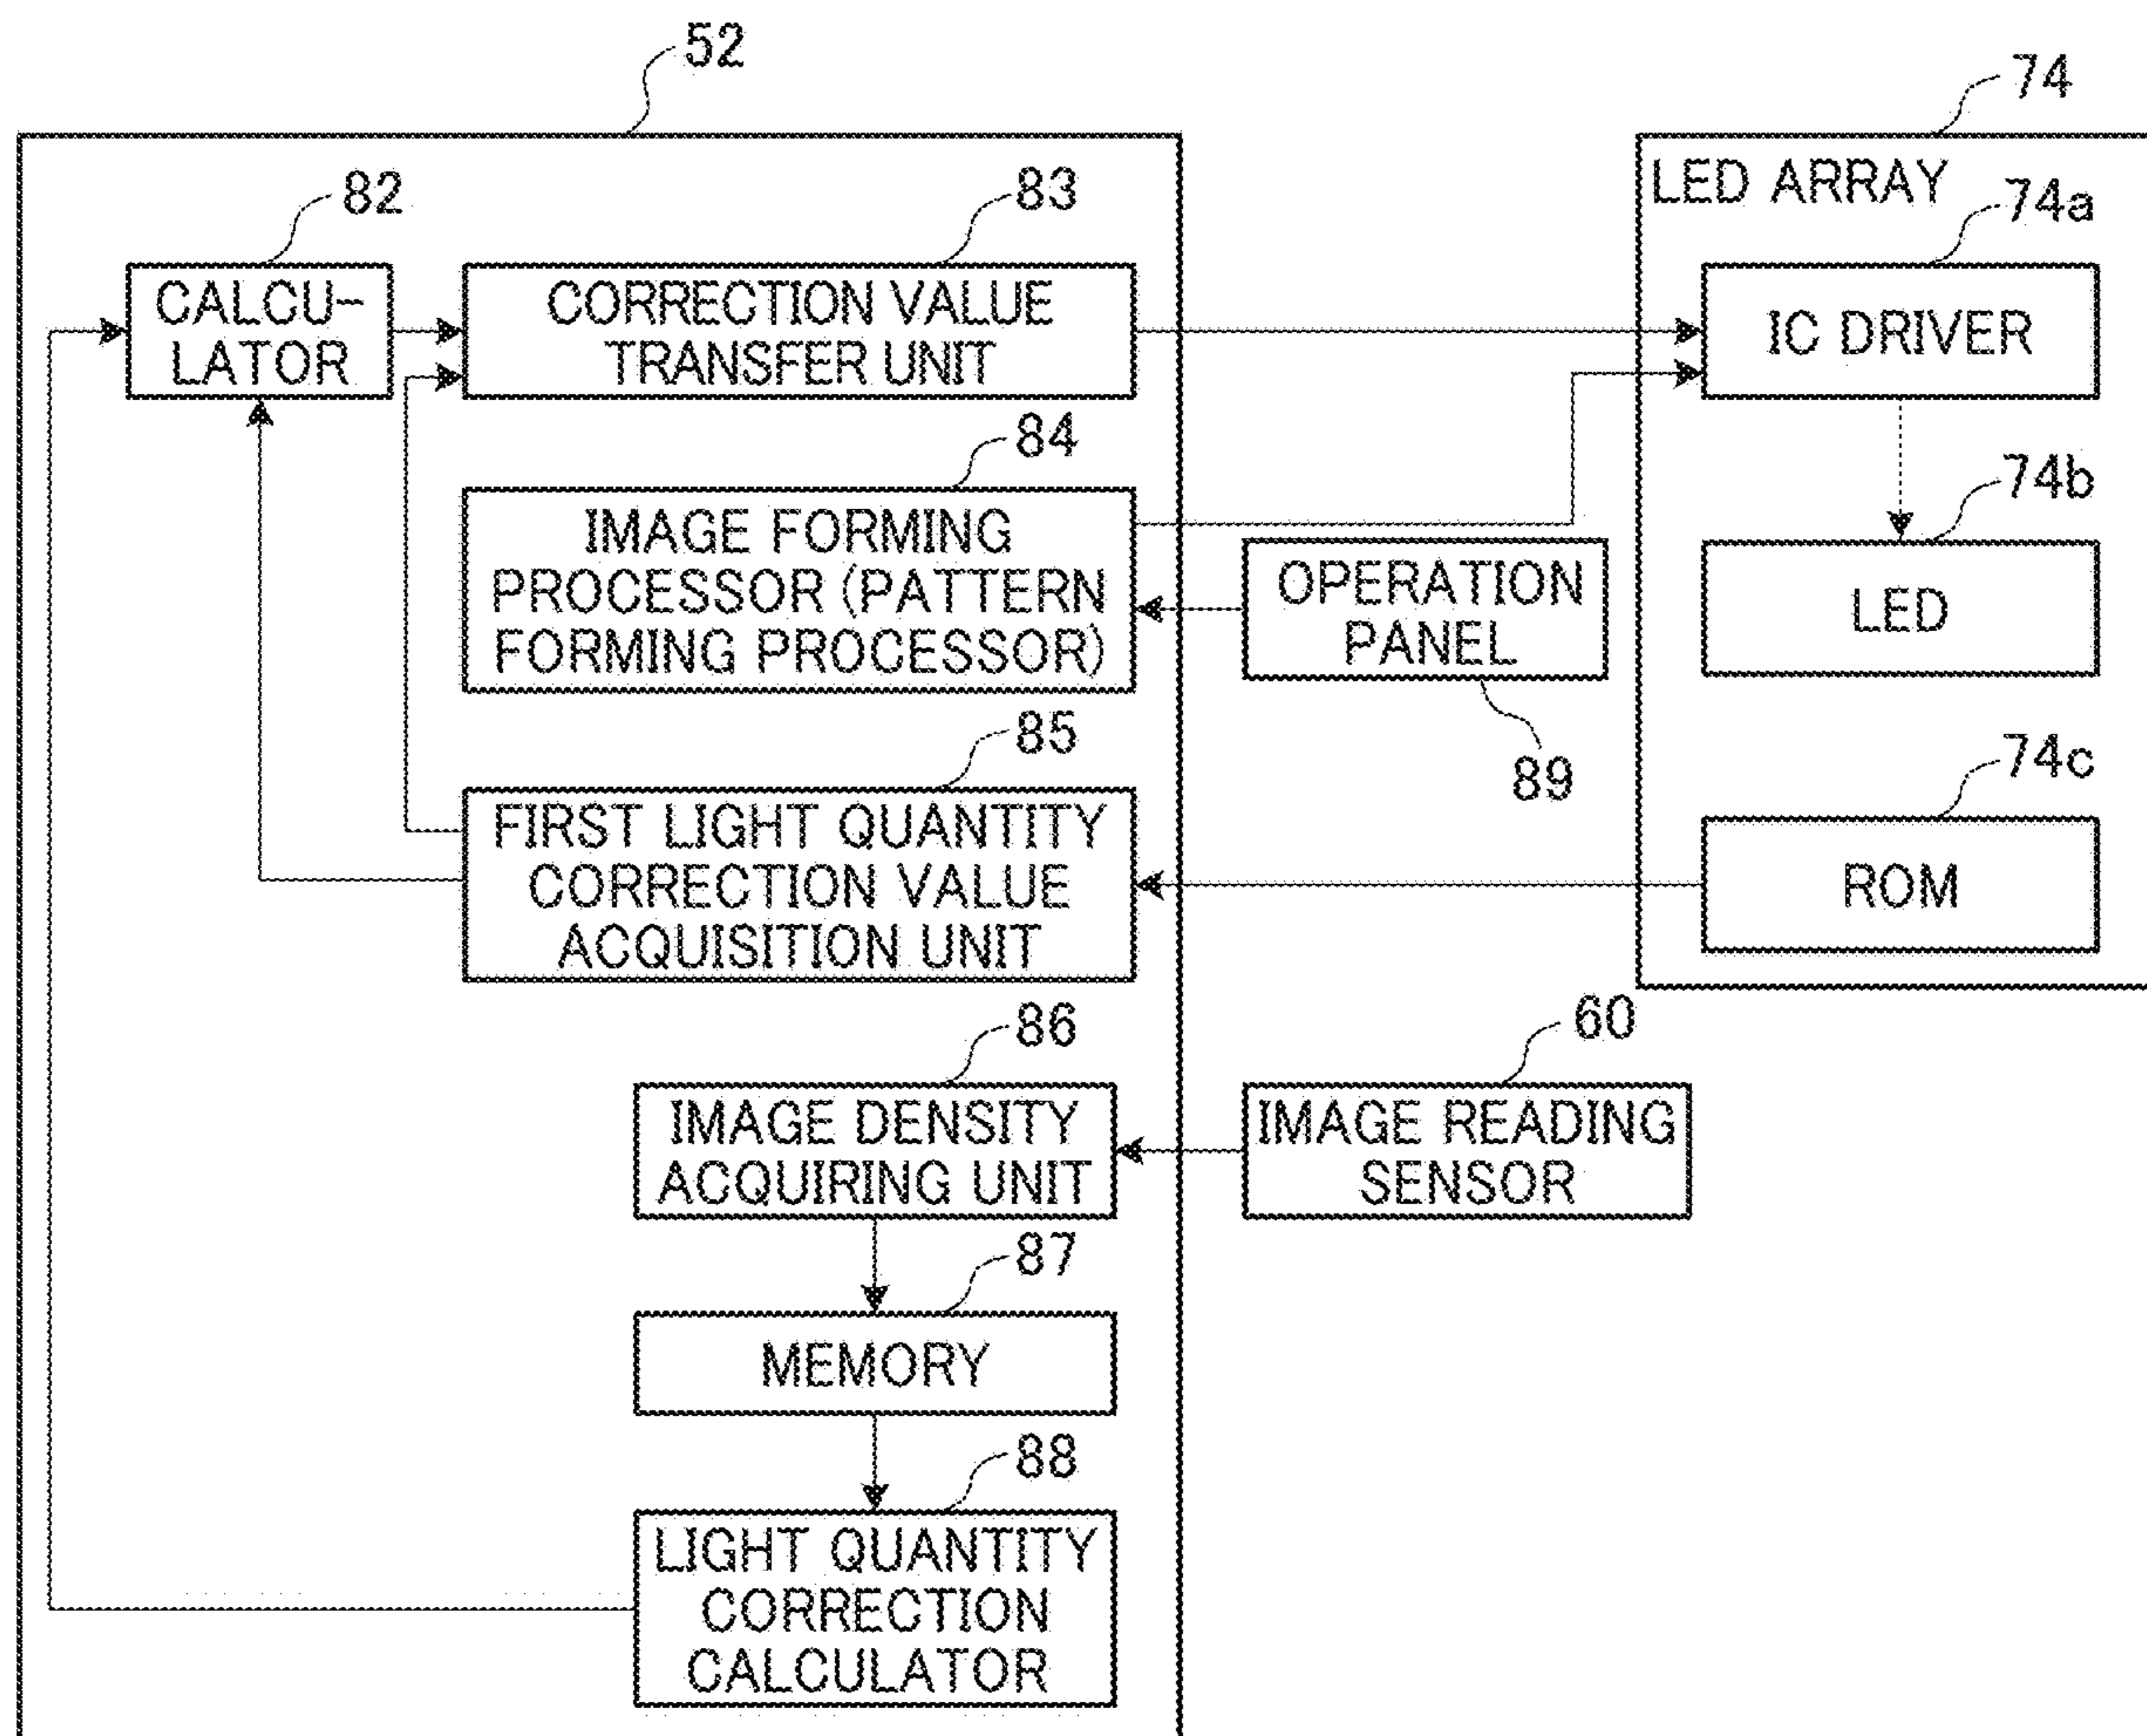 52
74
LED ARRAY
82
83
74a
CALCU-
LATOR
CORRECTION VALUE
TRANSFER UNIT
IC DRIVER
84
74b
IMAGE FORMING
PROCESSOR (PATTERN
FORMING PROCESSOR)
OPERATION
PANEL
LED
85
89
74c
FIRST LIGHT QUANTITY
CORRECTION VALUE
ACQUISITION UNIT
ROM
86
60
IMAGE DENSITY
ACQUIRING UNIT
IMAGE READING
SENSOR
87
MEMORY
88
LIGHT QUANTITY
CORRECTION
CALCULATOR